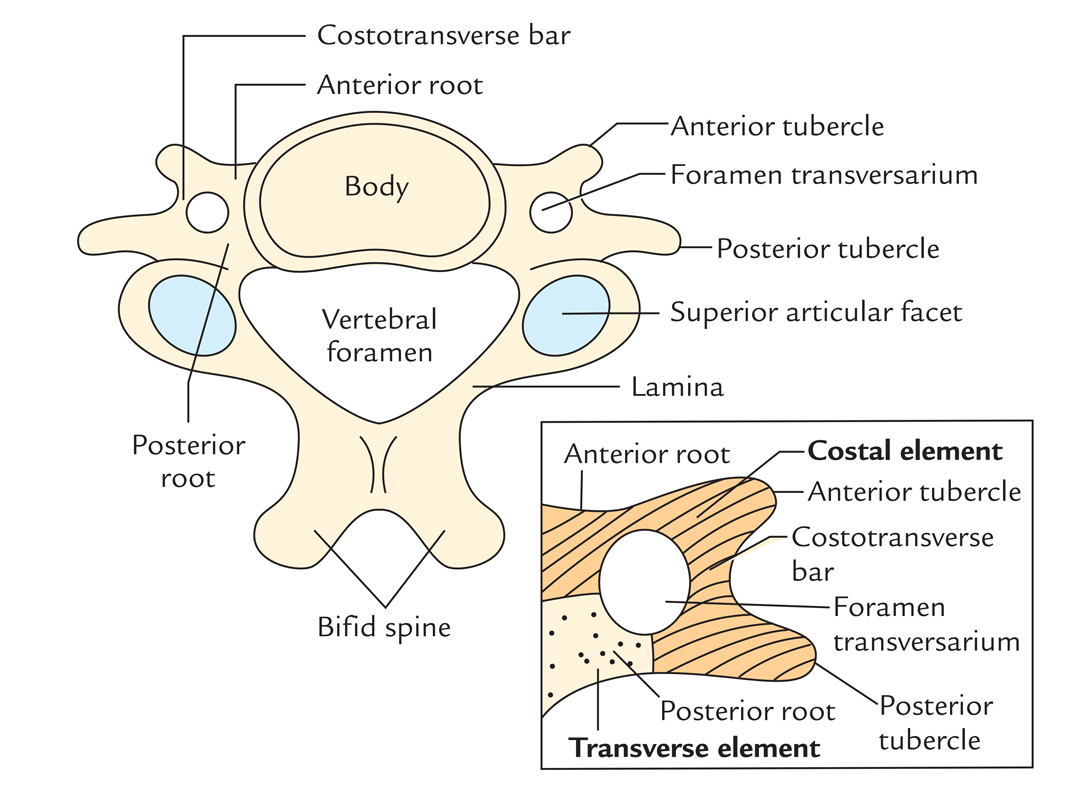 Costotransverse bar
Anterior root
Anterior tubercle
Foramen transversarium
Body
Posterior tubercle
Superior articular facet
Vertebral
foramen
Lamina
Posterior
root
Bifid spine
Anterior root
Costal element
Anterior tubercle
Costotransverse
bar
Foramen
transversarium
Posterior root
Posterior
tubercle
Transverse element